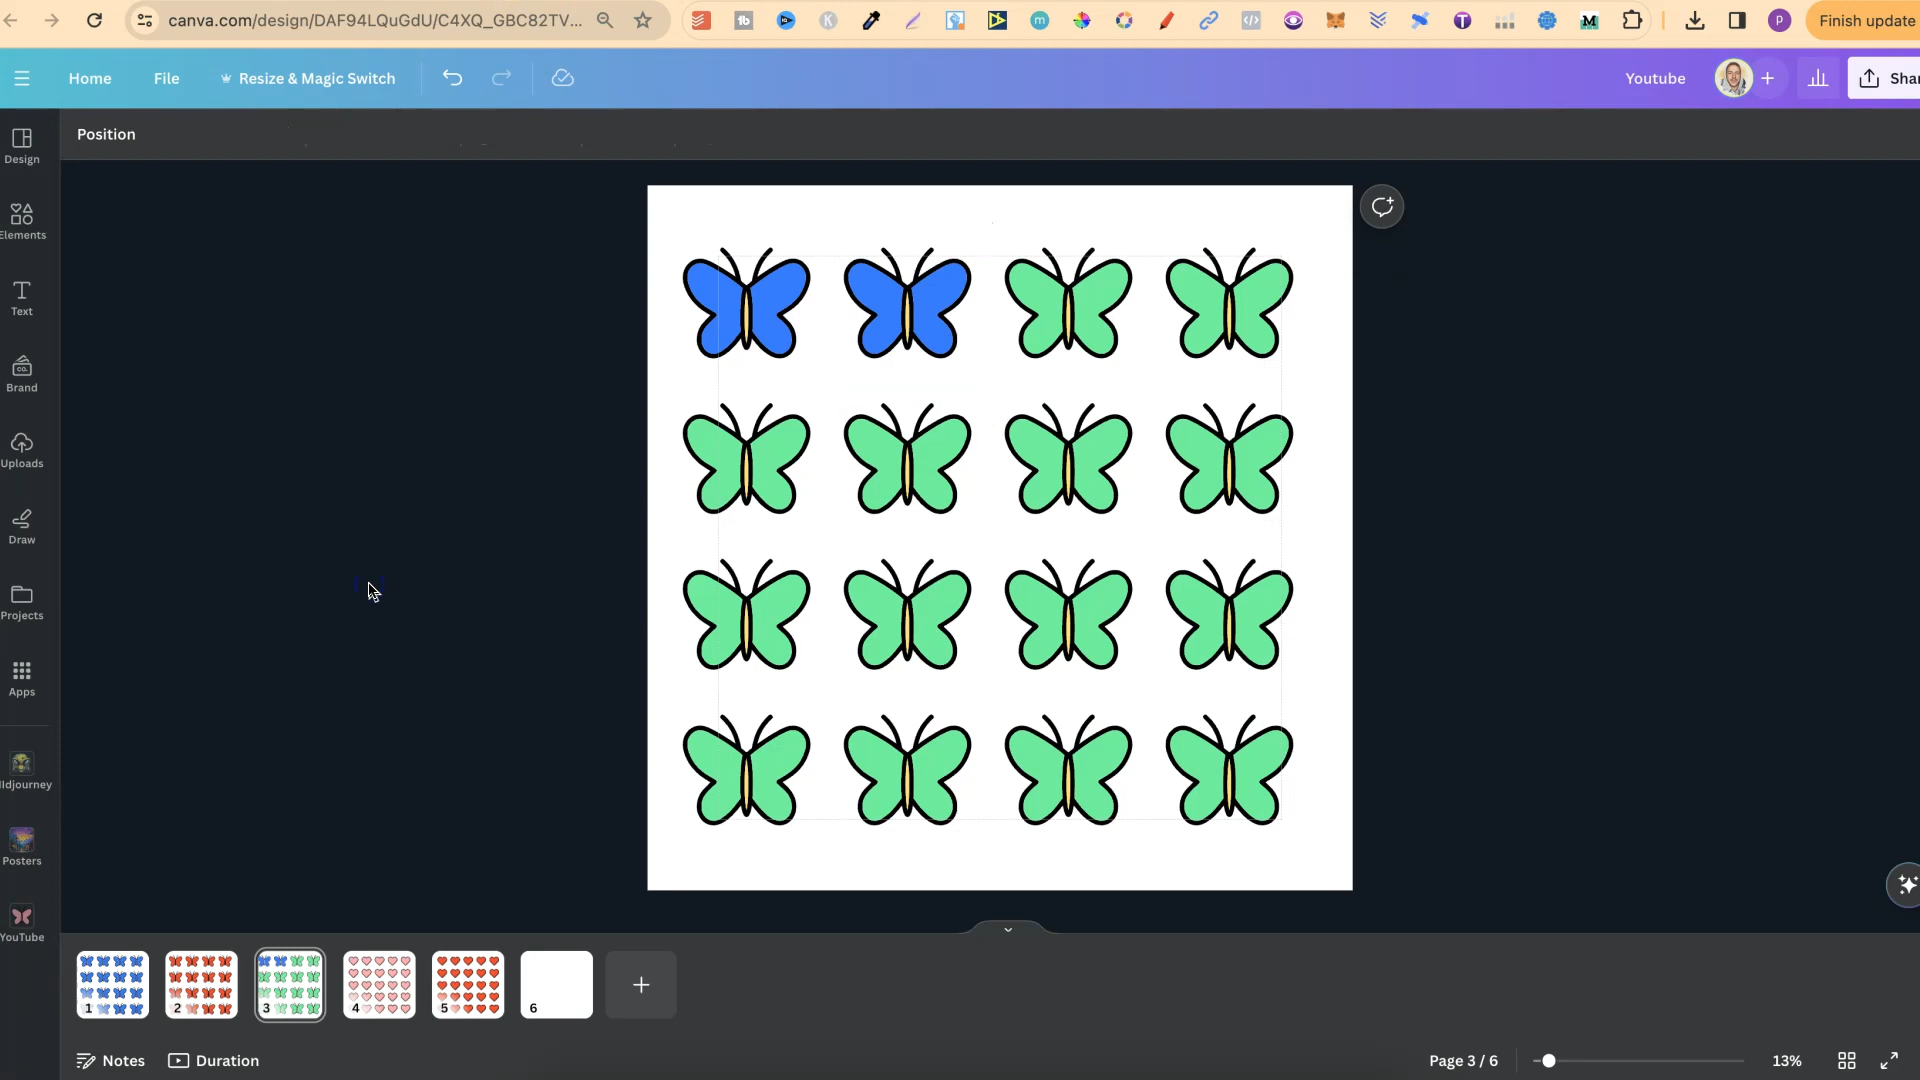 canva.com/design/DAF94LQuGdU/C4XQ_GBC82TV...
Finish update
Home
File
Resize & Magic Switch
Youtube
Position
Design
Elements
Text
CO.
Brand
Uploads
Draw
Projects
Apps
Posters
YouTube
1
2
3
4
5
6
Notes
Duration
Page 3 / 6
13%